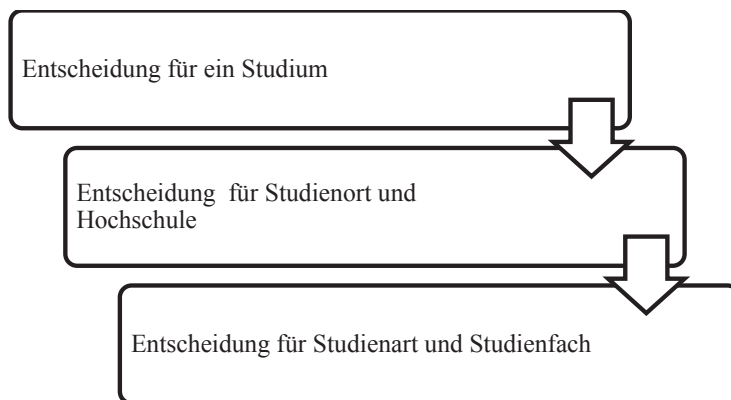 Entscheidung für ein Studium
Entscheidung  für Studienort und
Hochschule
Entscheidung für Studienart und Studienfach